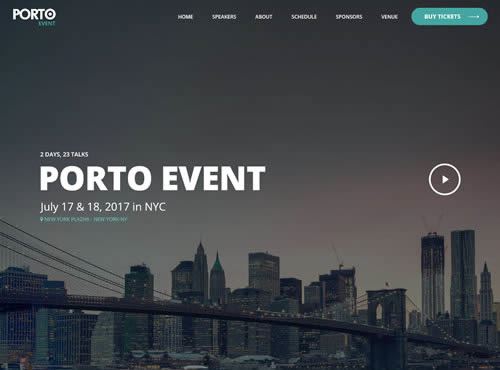 PORTO
EVENT
HOME SPEAKERS ABOUT SCHEDULE SPONSORS VENUE BUY TICKETS
2 DAYS, 23 TALKS
PORTO EVENT
July 17 & 18, 2017 in NYC
NEW YORK PLAZHA - NEW YORK-NY